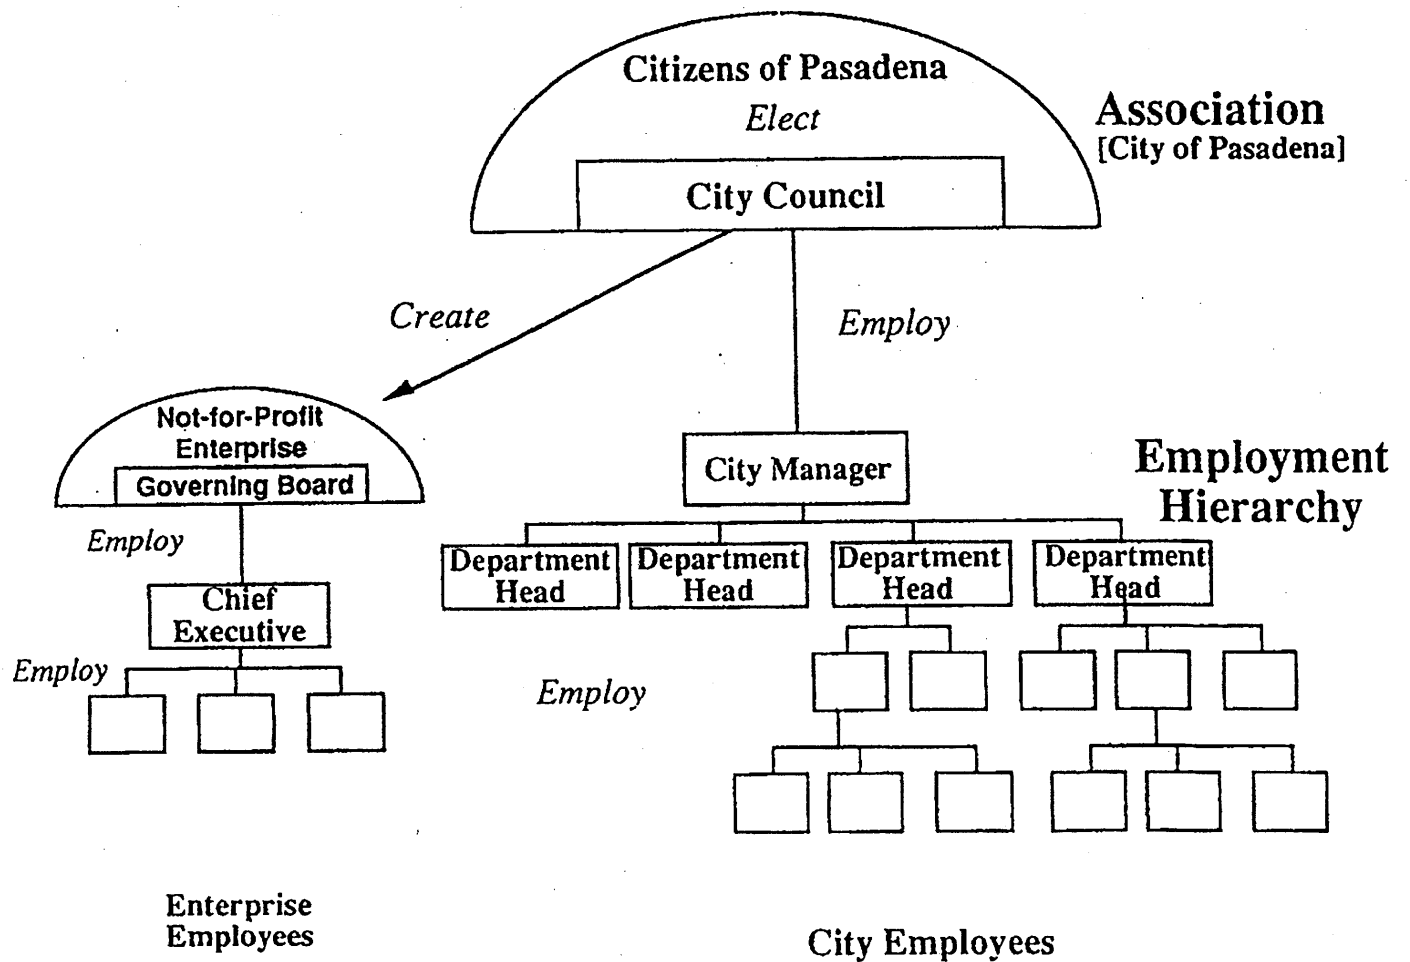 Citizens of Pasadena
Elect
City Council
Association
[City of Pasadena]
Create
Employ
Not-for-Profit
Enterprise
Governing Board
Employ
Chief
Executive
Employ
City Manager
Employment
Hierarchy
Department
Head
Department
Head
Department
Head
Department
Head
Employ
Enterprise
Employees
City Employees